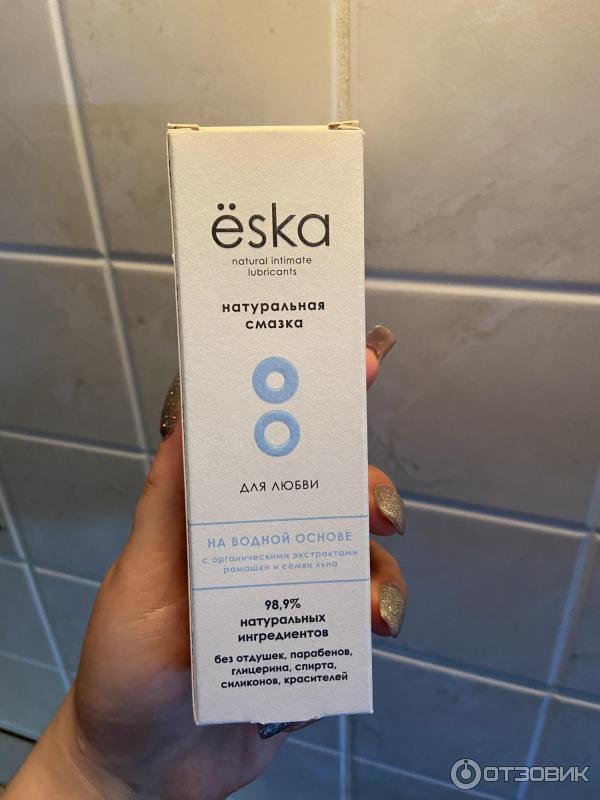 ëska
natural intimate
lubricants
натуральная
смазка
для любви
на водной основе
с органическими экстрактами
ромашки и семян льна
98,9%
натуральных
ингредиентов
без отдушек, парабенов,
глицерина, спирта,
силиконов, красителей
ОТЗОВИК